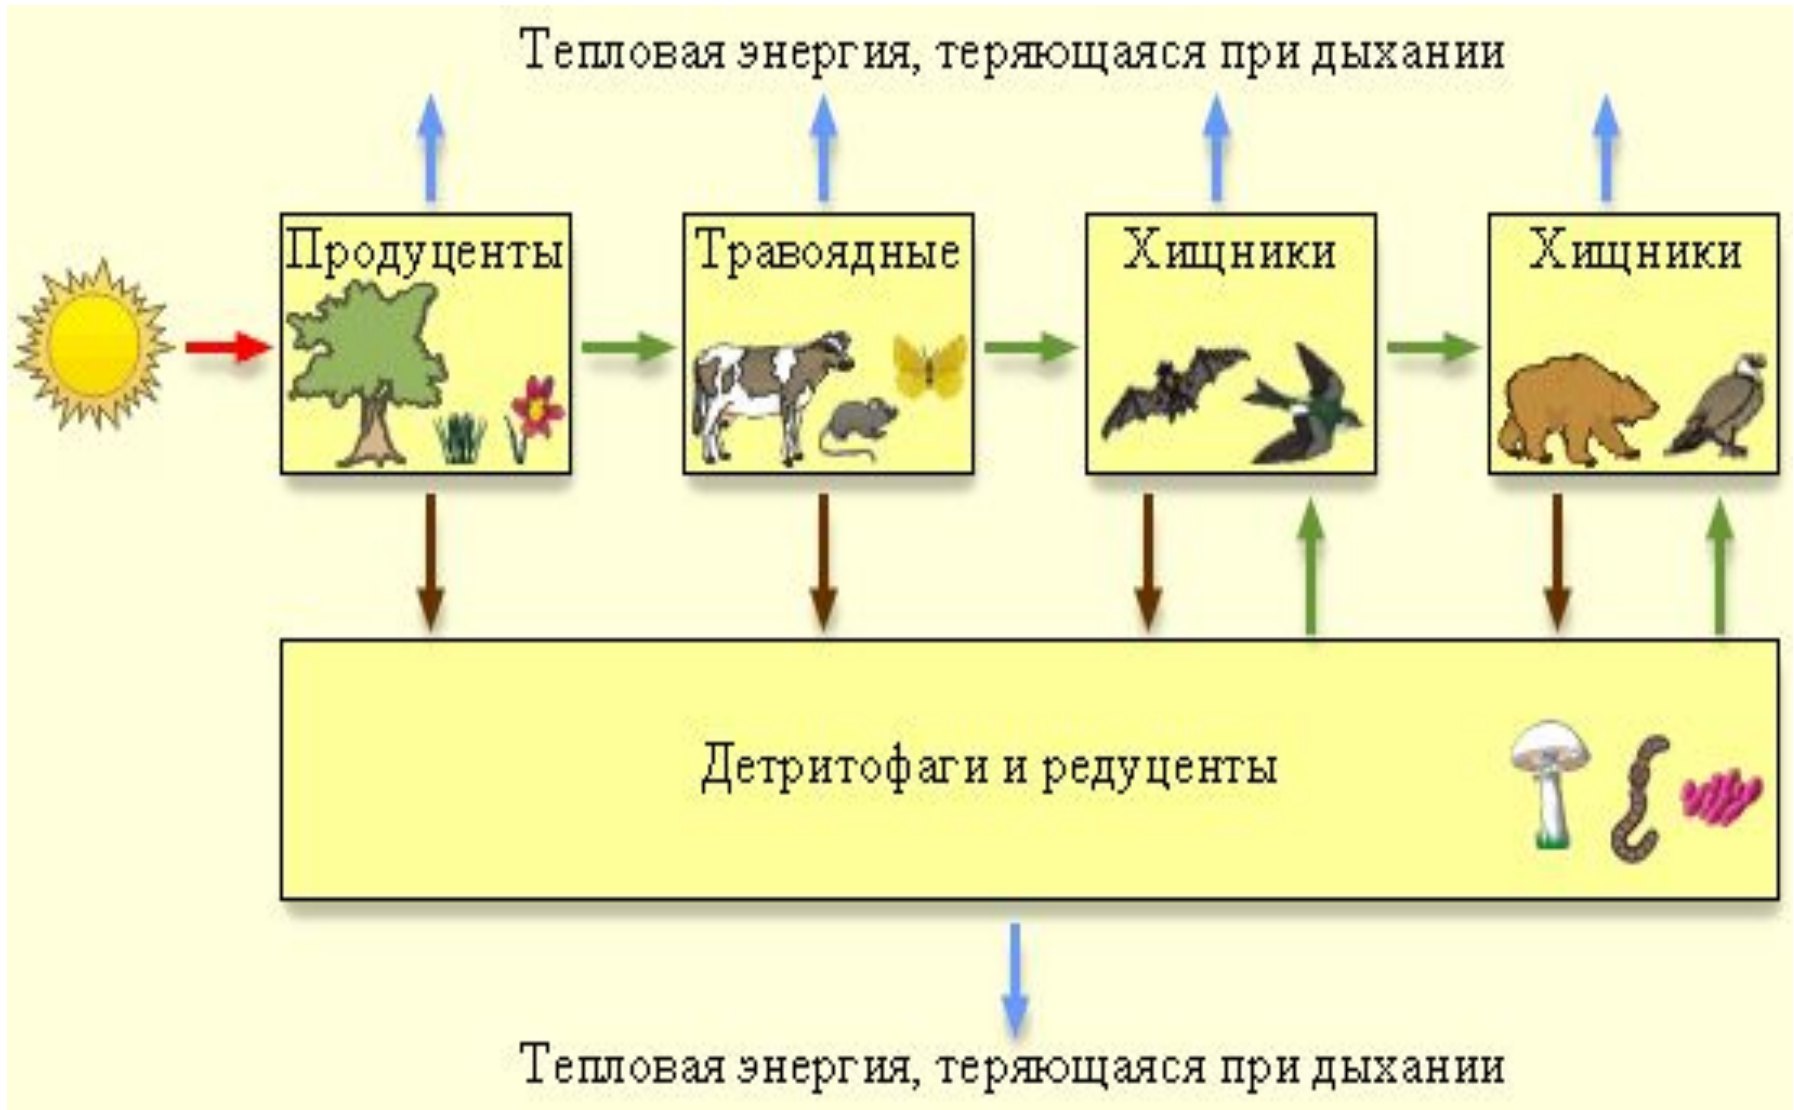 Тепловая энергия, теряющаяся при дыхании
Продуценты
Травоядные
Хищники
Хищники
Детритофаги и редуценты
Тепловая энергия, теряющаяся при дыхании